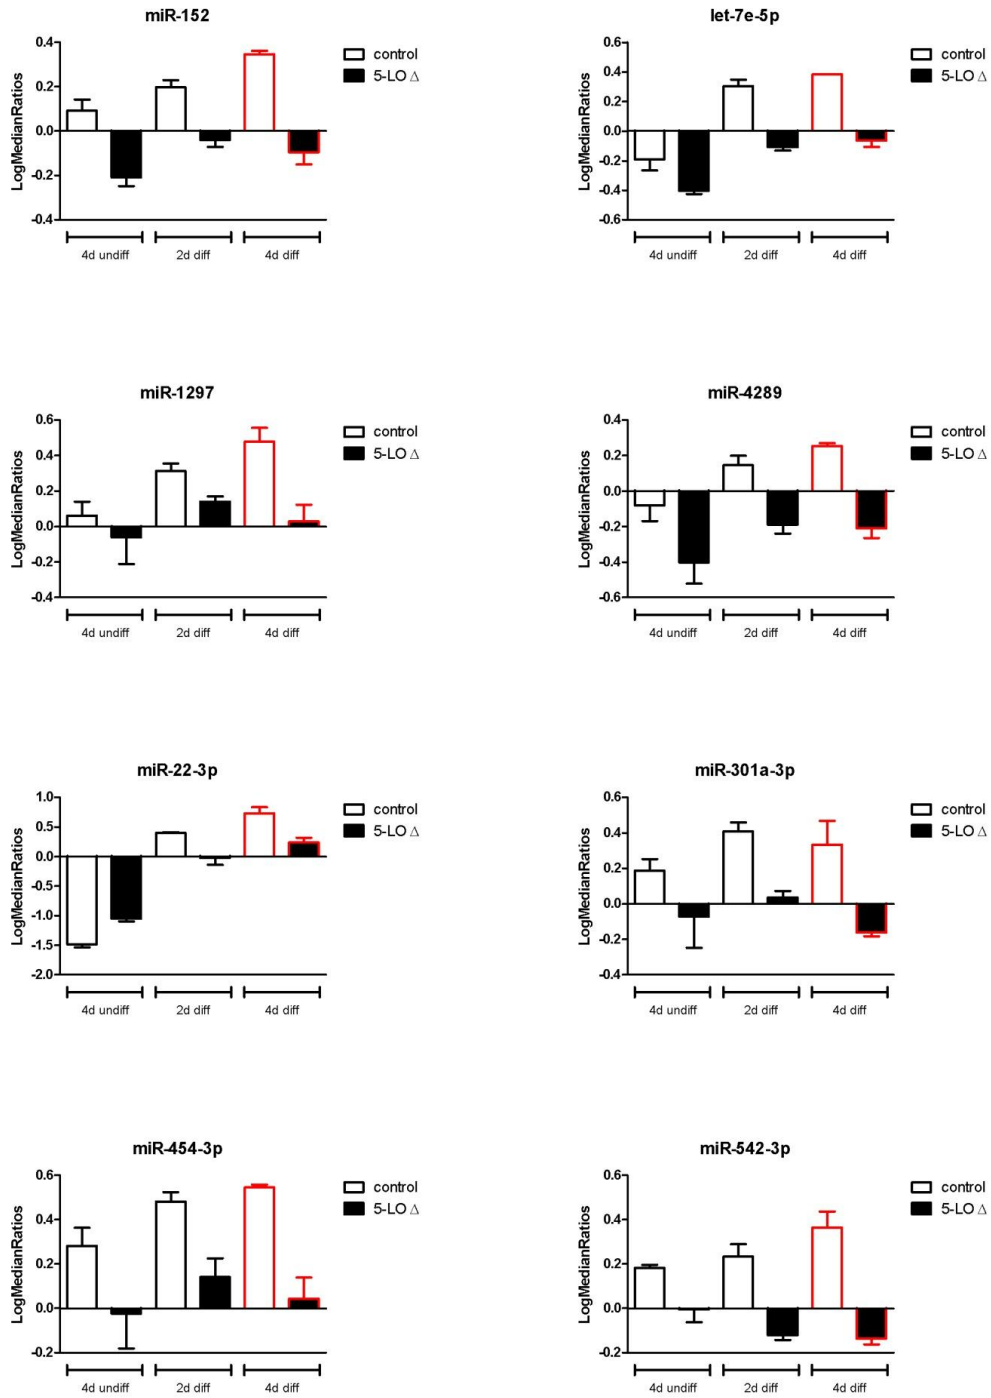 miR-152
0.4
0.2
0.0
-0.2
-0.4
LogMedianRatios
4d undiff 2d diff 4d diff
control
5-LO Δ
let-7e-5p
0.6
0.4
0.2
0.0
-0.2
-0.4
-0.6
LogMedianRatios
4d undiff 2d diff 4d diff
control
5-LO Δ
miR-1297
0.6
0.4
0.2
0.0
-0.2
-0.4
LogMedianRatios
4d undiff 2d diff 4d diff
control
5-LO Δ
miR-4289
0.4
0.2
0.0
-0.2
-0.4
-0.6
LogMedianRatios
4d undiff 2d diff 4d diff
control
5-LO Δ
miR-22-3p
1.0
0.5
0.0
-0.5
-1.0
-1.5
-2.0
LogMedianRatios
4d undiff 2d diff 4d diff
control
5-LO Δ
miR-301a-3p
0.6
0.4
0.2
0.0
-0.2
-0.4
LogMedianRatios
4d undiff 2d diff 4d diff
control
5-LO Δ
miR-454-3p
0.6
0.4
0.2
0.0
-0.2
LogMedianRatios
4d undiff 2d diff 4d diff
control
5-LO Δ
miR-542-3p
0.6
0.4
0.2
0.0
-0.2
LogMedianRatios
4d undiff 2d diff 4d diff
control
5-LO Δ